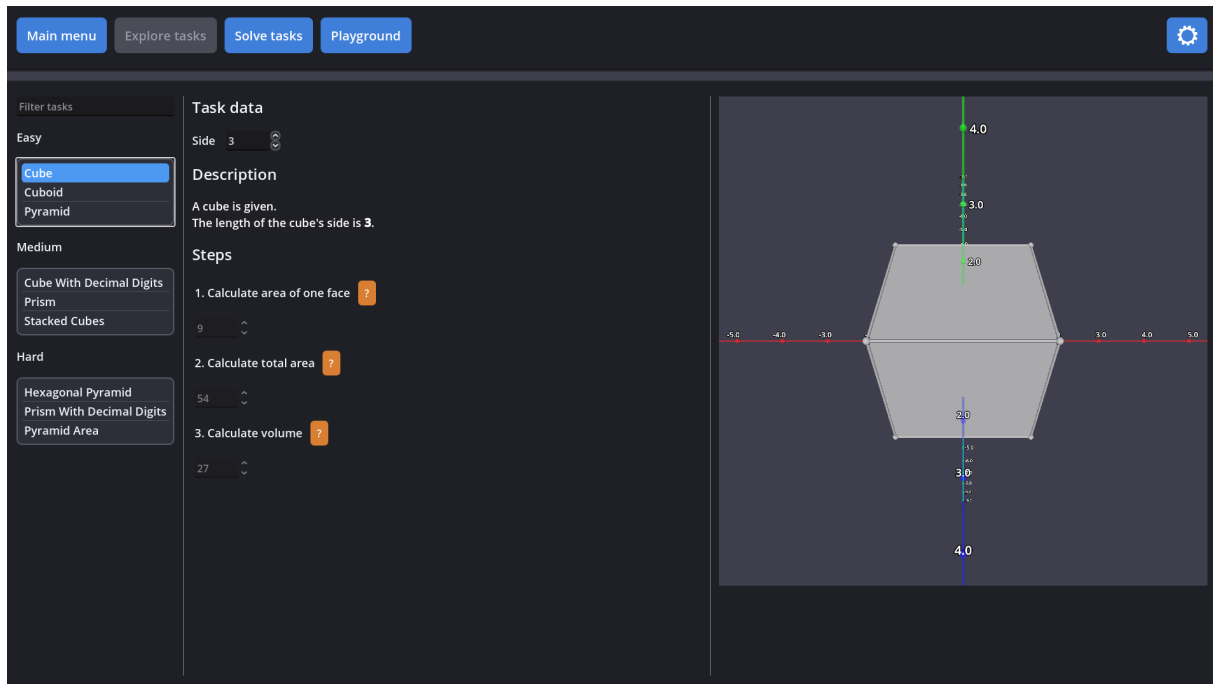 Main menu
Explore tasks
Solve tasks
Playground
Filter tasks
Easy
Cube
Cuboid
Pyramid
Medium
Cube With Decimal Digits
Prism
Stacked Cubes
Hard
Hexagonal Pyramid
Prism With Decimal Digits
Pyramid Area
Task data
Side 3
Description
A cube is given.
The length of the cube's side is 3.
Steps
1. Calculate area of one face ?
9
2. Calculate total area ?
54
3. Calculate volume ?
27
4.0
3.0
2.0
-5.0 -4.0 -3.0 3.0 4.0 5.0
2.0
3.0
4.0